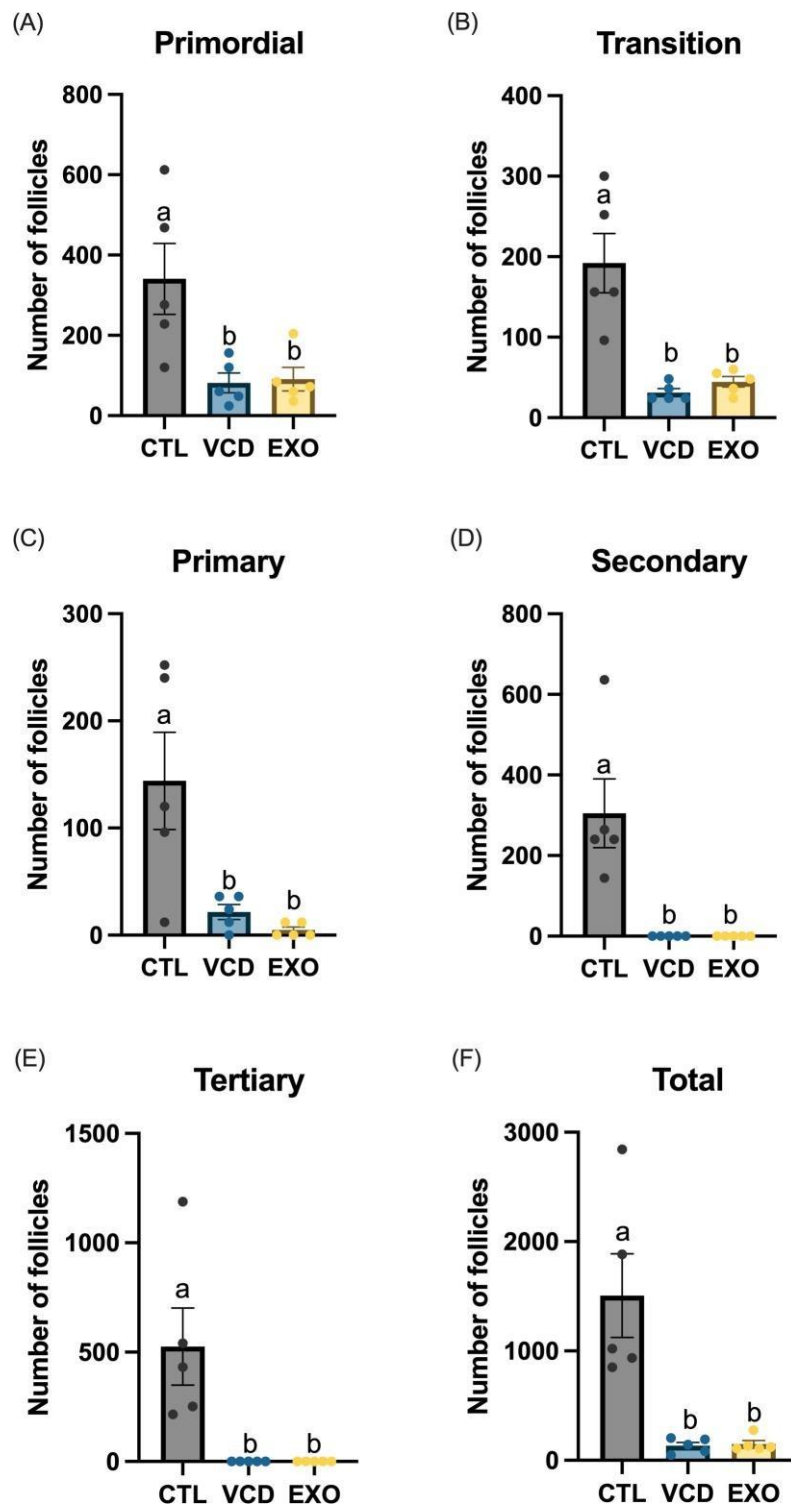 (A)
Primordial
Number of follicles
800
600
400
200
0
a
b
b
CTL VCD EXO
(B)
Transition
Number of follicles
400
300
200
100
0
a
b
b
CTL VCD EXO
(C)
Primary
Number of follicles
300
200
100
0
a
b
b
CTL VCD EXO
(D)
Secondary
Number of follicles
800
600
400
200
0
a
b
b
CTL VCD EXO
(E)
Tertiary
Number of follicles
1500
1000
500
0
a
b
b
CTL VCD EXO
(F)
Total
Number of follicles
3000
2000
1000
0
a
b
b
CTL VCD EXO